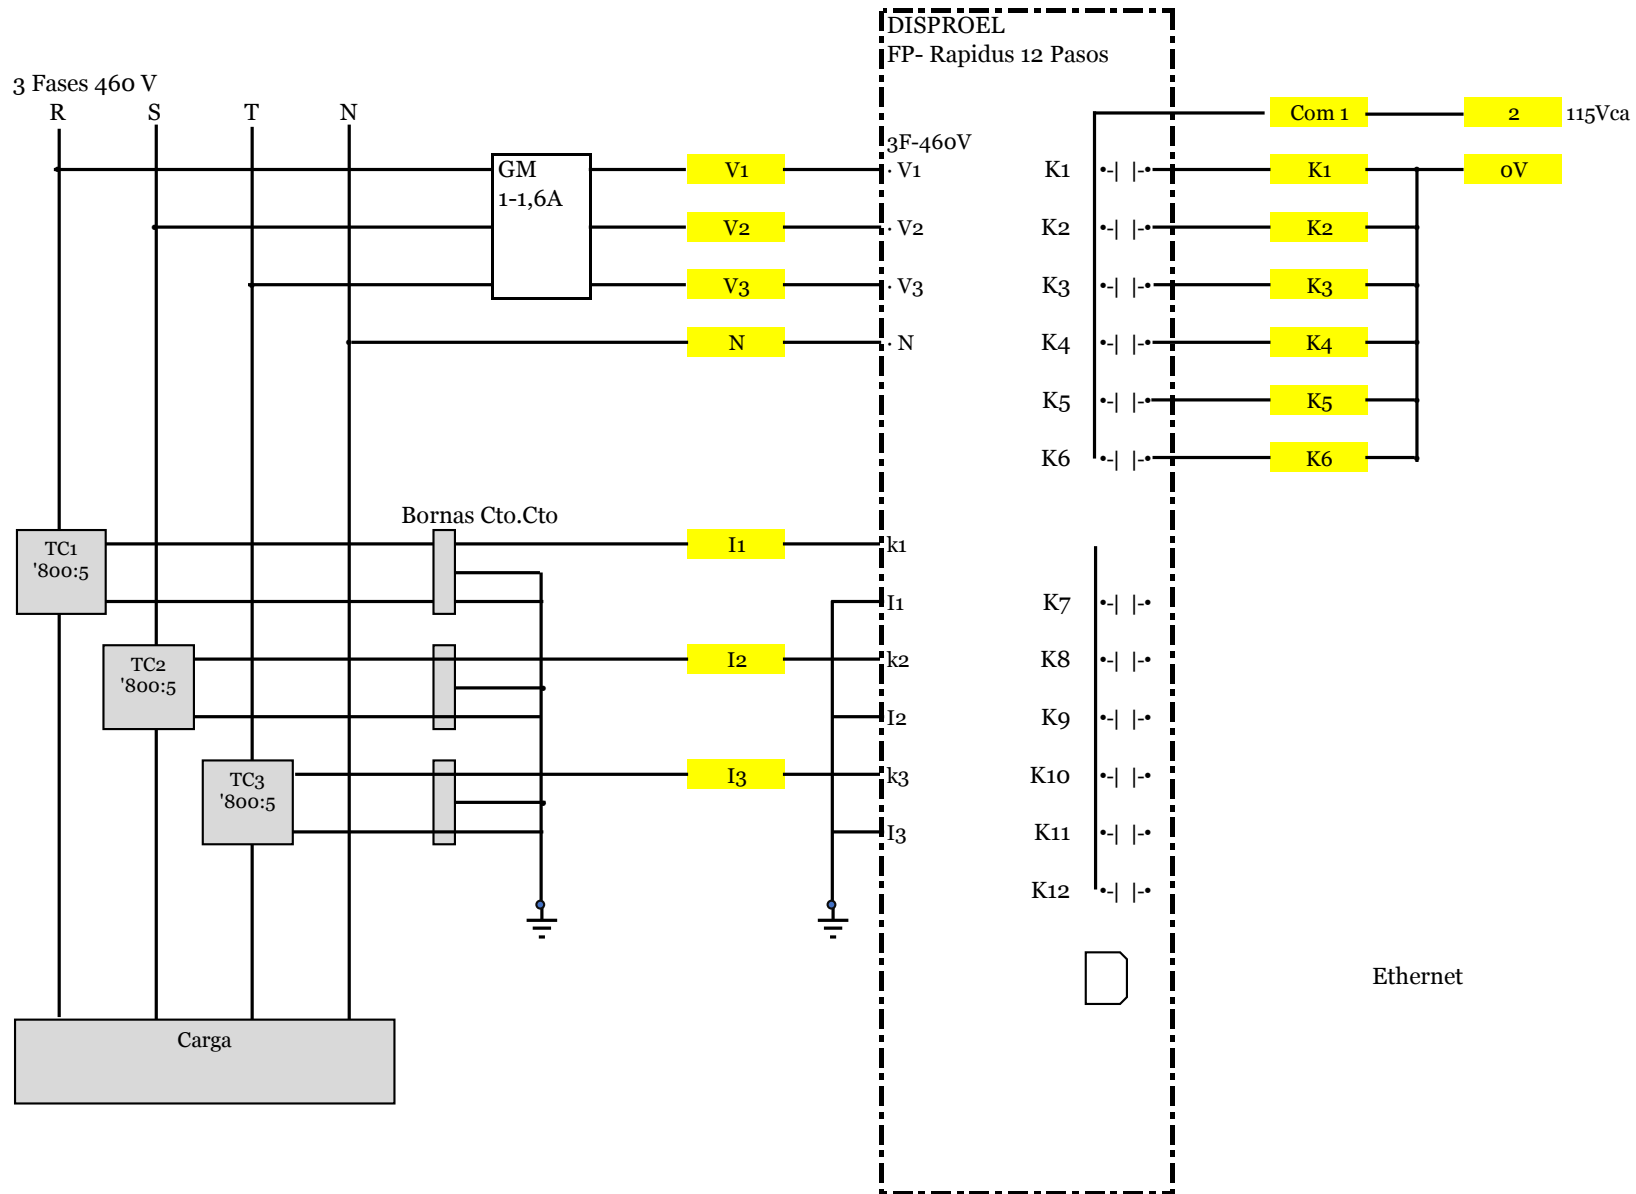 DISPROEL
FP- Rapidus 12 Pasos
3 Fases 460 V
R S T N
Com 1 2 115Vca
3F-460V
GM
1-1,6A
V1 · V1 K1 •-| |-• K1 0V
V2 · V2 K2 •-| |-• K2
V3 · V3 K3 •-| |-• K3
N · N K4 •-| |-• K4
K5 •-| |-• K5
K6 •-| |-• K6
Bornas Cto.Cto
TC1
'800:5
I1 k1
I1 K7 •-| |-•
TC2
'800:5
I2 k2 K8 •-| |-•
I2 K9 •-| |-•
TC3
'800:5
I3 k3 K10 •-| |-•
I3 K11 •-| |-•
K12 •-| |-•
Ethernet
Carga